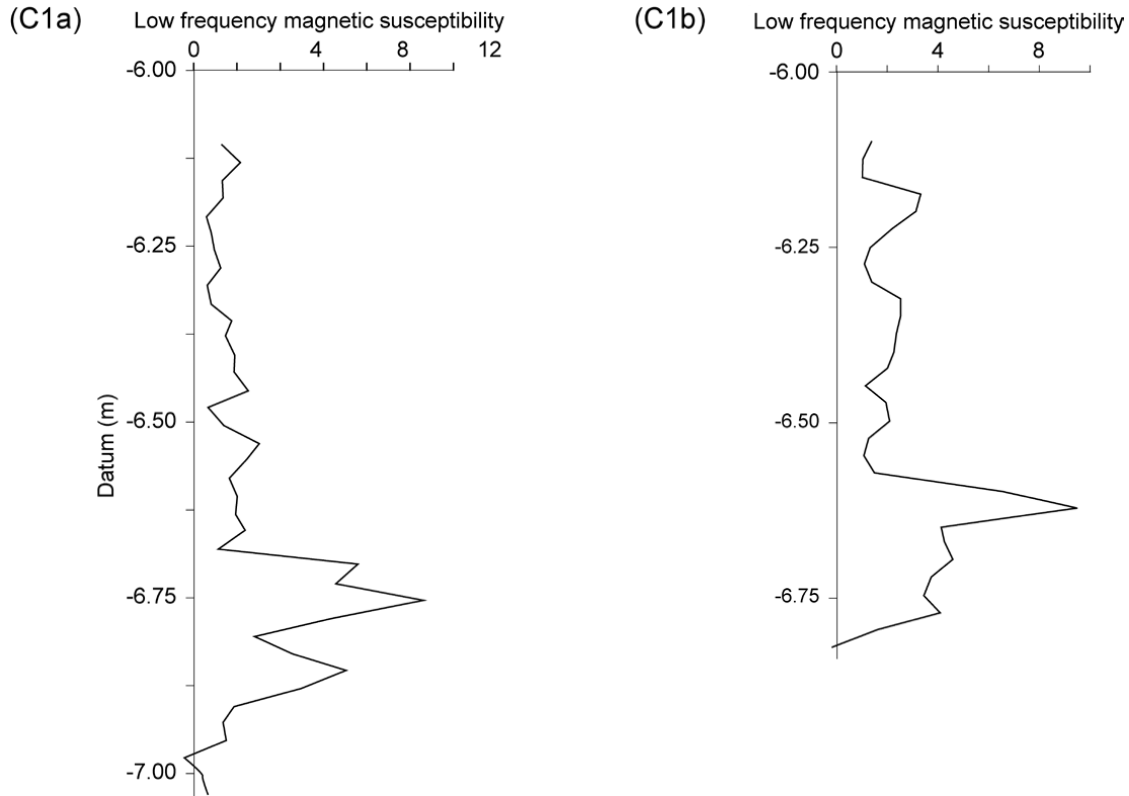 (C1a)
Low frequency magnetic susceptibility
0 4 8 12
-6.00
-6.25
-6.50
-6.75
-7.00
Datum (m)
(C1b)
Low frequency magnetic susceptibility
0 4 8
-6.00
-6.25
-6.50
-6.75